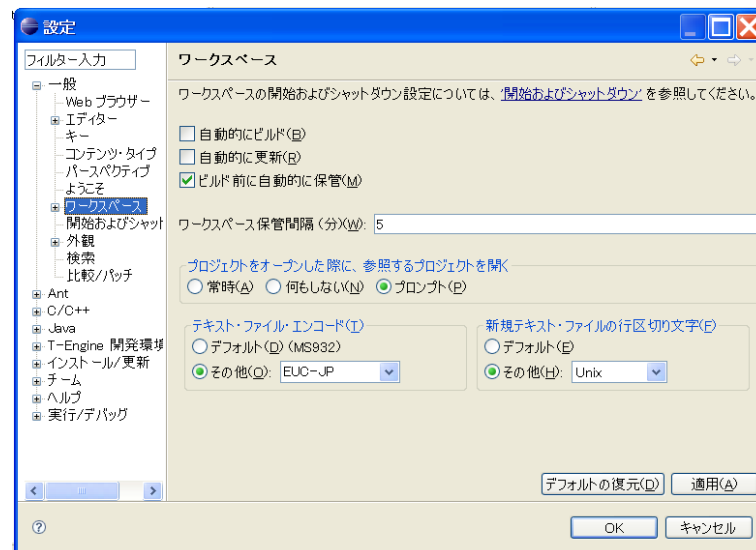 設定
フィルター入力
ワークスペース
一般
Web ブラウザー
エディター
キー
コンテンツ・タイプ
パースペクティブ
ようこそ
ワークスペース
開始およびシャット
外観
検索
比較/パッチ
Ant
C/C++
Java
T-Engine 開発環境
インストール/更新
チーム
ヘルプ
実行/デバッグ
ワークスペースの開始およびシャットダウン設定については、'開始およびシャットダウン' を参照してください。
自動的にビルド(B)
自動的に更新(R)
ビルド前に自動的に保管(M)
ワークスペース保管間隔（分）(W): 5
プロジェクトをオープンした際に、参照するプロジェクトを開く
常時(A) 何もしない(N) プロンプト(P)
テキスト・ファイル・エンコード(T)
デフォルト(D) (MS932)
その他(O): EUC-JP
新規テキスト・ファイルの行区切り文字(F)
デフォルト(E)
その他(H): Unix
デフォルトの復元(D) 適用(A)
OK キャンセル